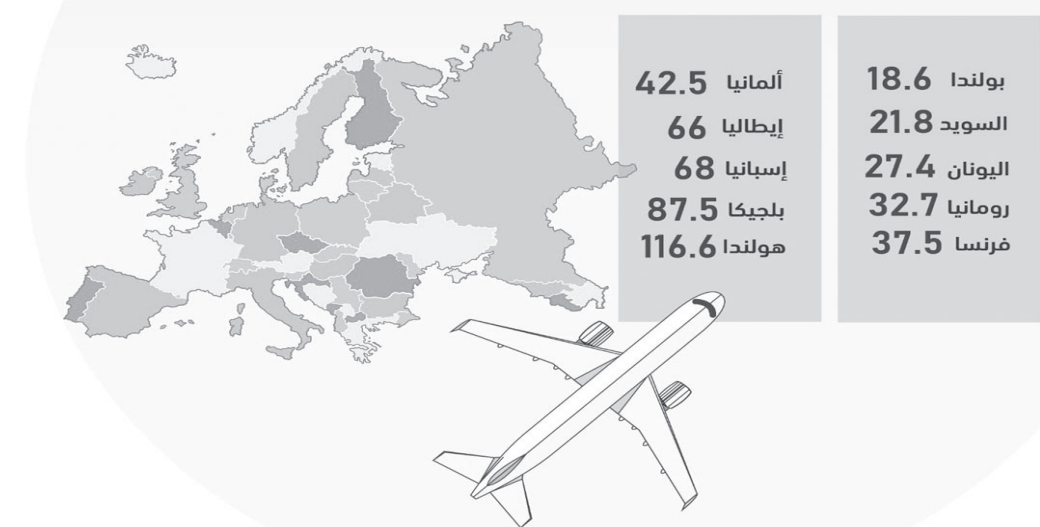 بولندا 18.6
السويد 21.8
اليونان 27.4
رومانيا 32.7
فرنسا 37.5
ألمانيا 42.5
إيطاليا 66
إسبانيا 68
بلجيكا 87.5
هولندا 116.6